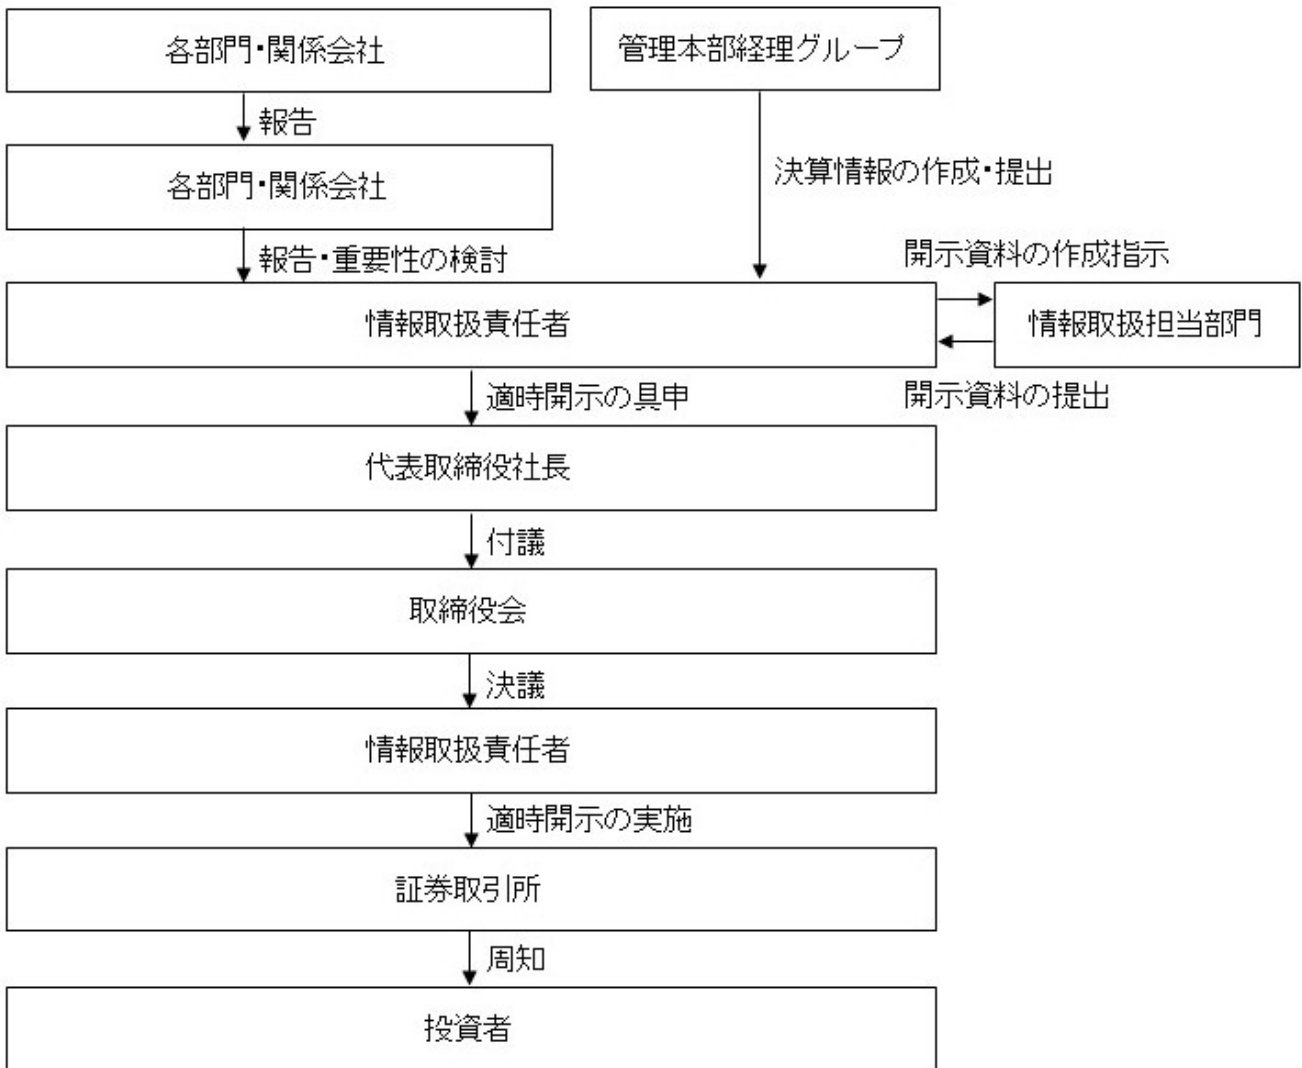 各部門・関係会社
管理本部経理グループ
報告
各部門・関係会社
決算情報の作成・提出
報告・重要性の検討
開示資料の作成指示
情報取扱責任者
情報取扱担当部門
適時開示の具申
開示資料の提出
代表取締役社長
付議
取締役会
決議
情報取扱責任者
適時開示の実施
証券取引所
周知
投資者